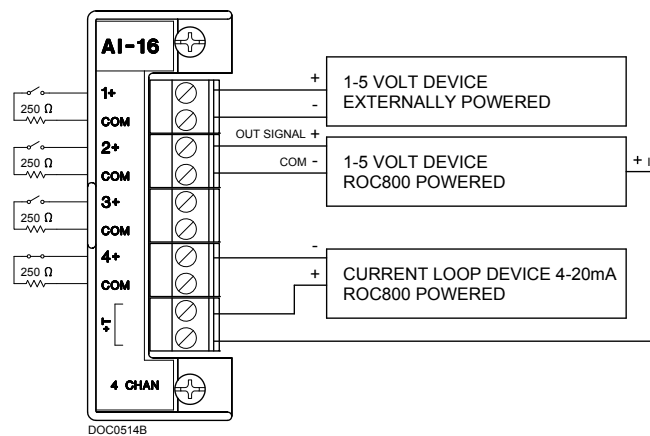 AI-16
1+
250 Ω
COM
2+
250 Ω
COM
3+
250 Ω
COM
4+
250 Ω
COM
+T
4 CHAN
DOC0514B
+
-
1-5 VOLT DEVICE
EXTERNALLY POWERED
OUT SIGNAL +
COM -
1-5 VOLT DEVICE
ROC800 POWERED
+
-
+
CURRENT LOOP DEVICE 4-20mA
ROC800 POWERED